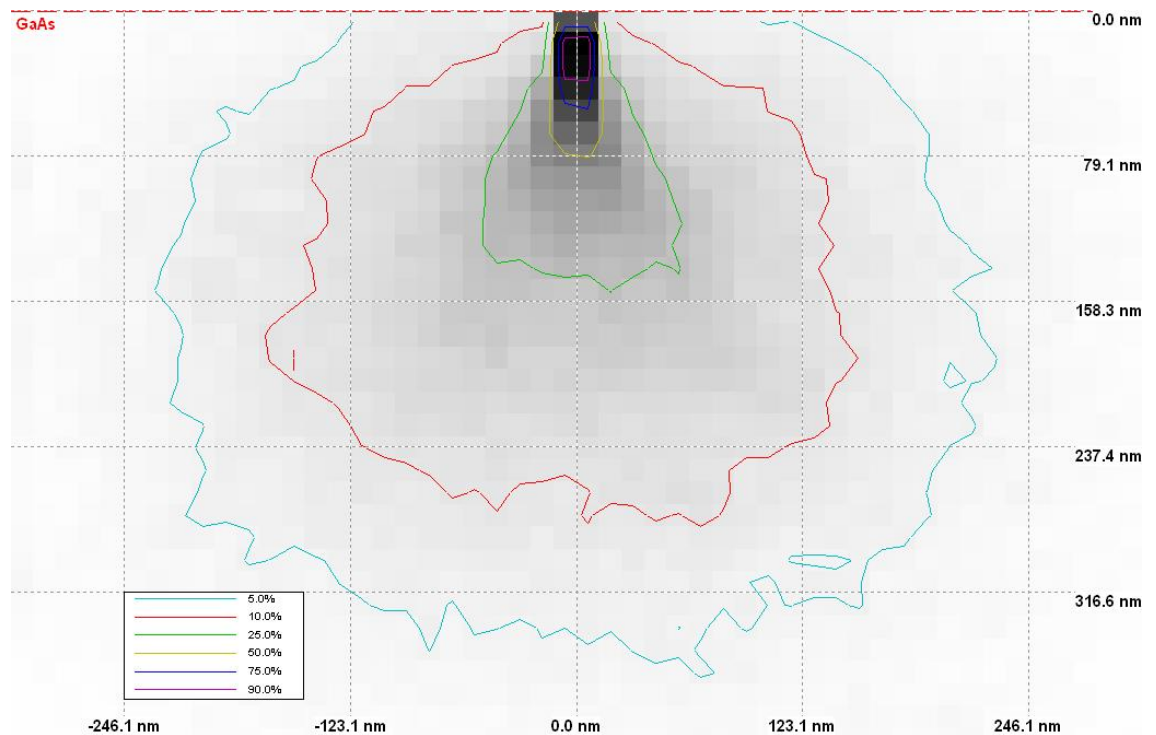 GaAs
0.0 nm
79.1 nm
158.3 nm
237.4 nm
316.6 nm
5.0%
10.0%
25.0%
50.0%
75.0%
90.0%
-246.1 nm
-123.1 nm
0.0 nm
123.1 nm
246.1 nm